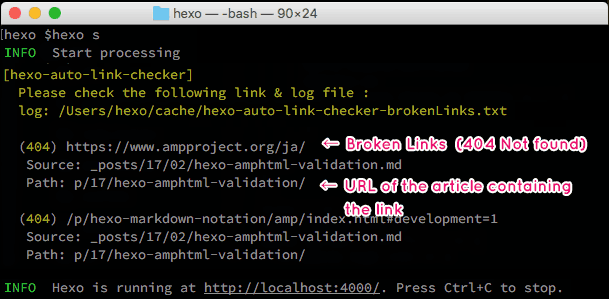 hexo — -bash — 90×24
[hexo $hexo s
INFO  Start processing
[hexo-auto-link-checker]
Please check the following link & log file :
log: /Users/hexo/cache/hexo-auto-link-checker-brokenLinks.txt
(404) https://www.ampproject.org/ja/ ← Broken Links (404 Not found)
Source: _posts/17/02/hexo-amphtml-validation.md
Path: p/17/hexo-amphtml-validation/ ← URL of the article containing
the link
(404) /p/hexo-markdown-notation/amp/index.html#development=1
Source: _posts/17/02/hexo-amphtml-validation.md
Path: p/17/hexo-amphtml-validation/
INFO  Hexo is running at http://localhost:4000/. Press Ctrl+C to stop.